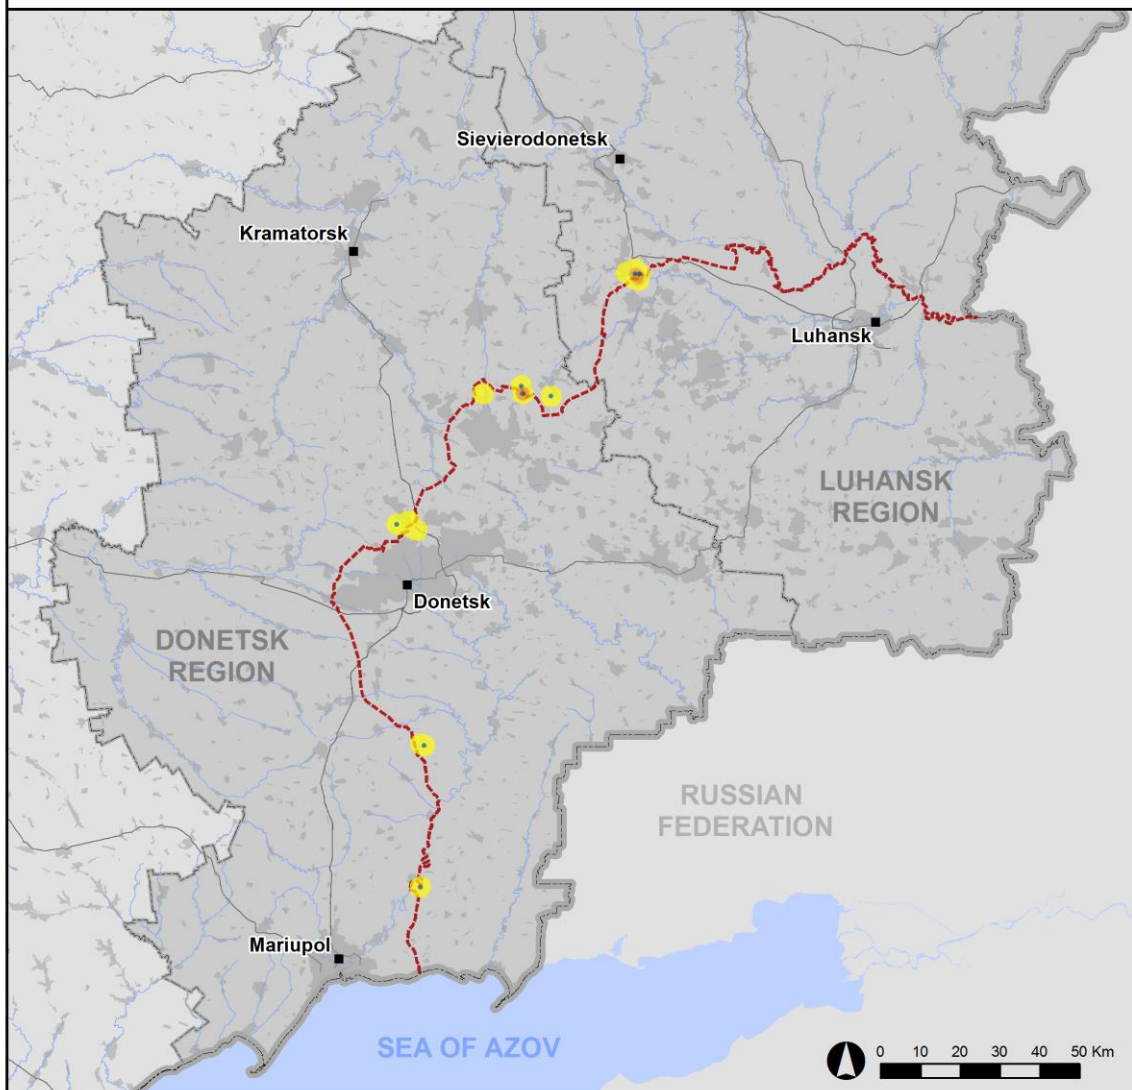 Sievierodonetsk
Kramatorsk
Luhansk
LUHANSK
REGION
Donetsk
DONETSK
REGION
RUSSIAN
FEDERATION
Mariupol
SEA OF AZOV
0 10 20 30 40 50 Km